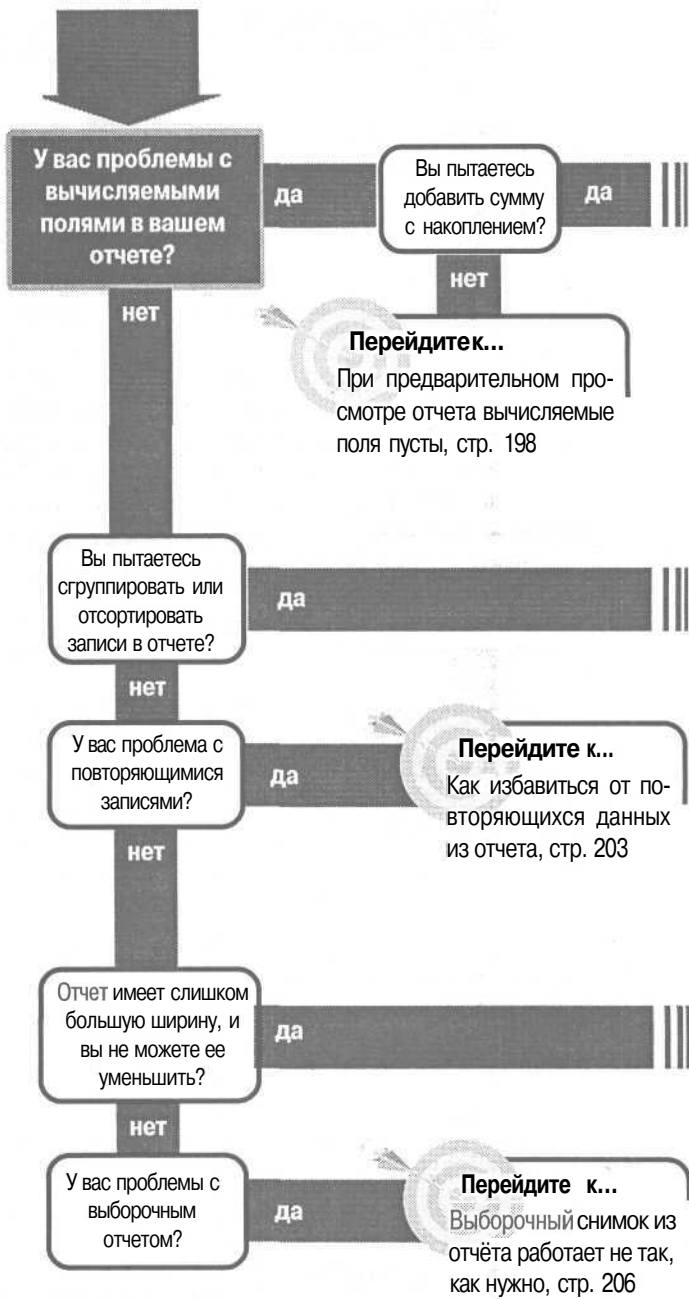 У вас проблемы с
вычисляемыми
полями в вашем
отчете?
да
Вы пытаетесь
добавить сумму
с накоплением?
да
нет
нет
Перейдитек...
При предварительном про-
смотре отчета вычисляемые
поля пусты, стр. 198
Вы пытаетесь
сгруппировать или
отсортировать
записи в отчете?
да
нет
У вас проблема с
повторяющимися
записями?
да
Перейдите к...
Как избавиться от по-
вторяющихся данных
из отчета, стр. 203
нет
Отчет имеет слишком
большую ширину, и
вы не можете ее
уменьшить?
да
нет
У вас проблемы с
выборочным
отчетом?
да
Перейдите к...
Выборочный снимок из
отчёта работает не так,
как нужно, стр. 206